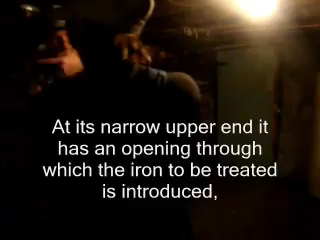 At its narrow upper end it
has an opening through
which the iron to be treated
is introduced,